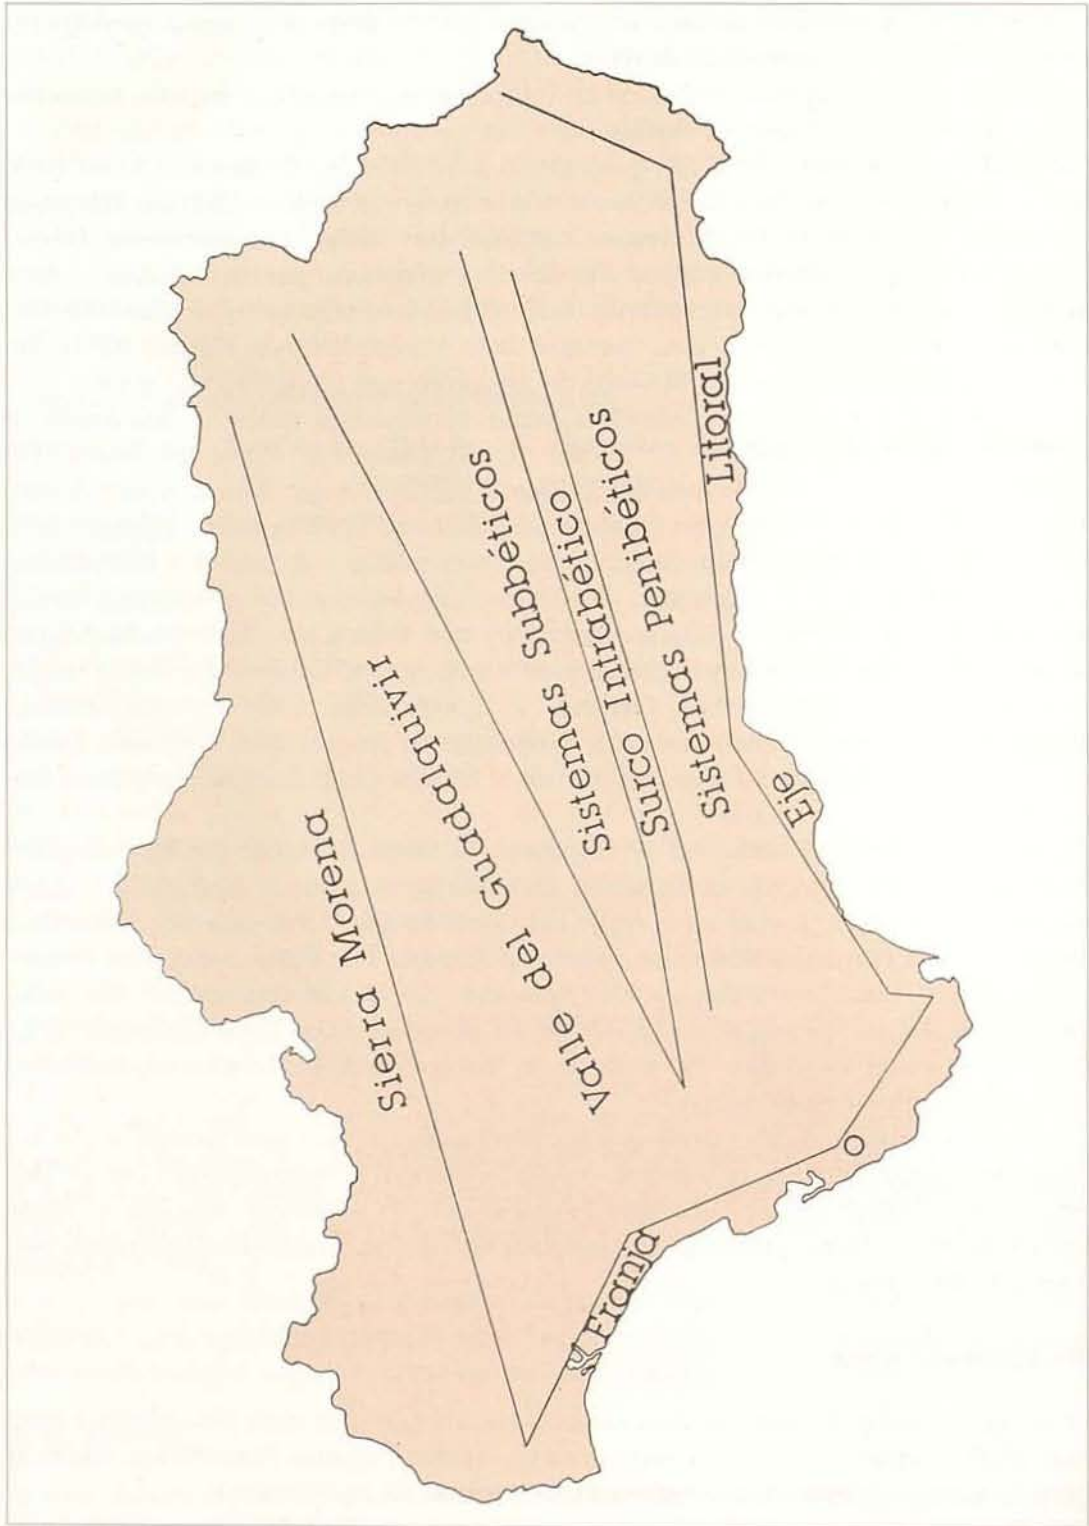 Sierra Morena
Valle del Guadalquivir
Sistemas Subbéticos
Surco Intrabético
Sistemas Penibéticos
Franja o Eje Litoral